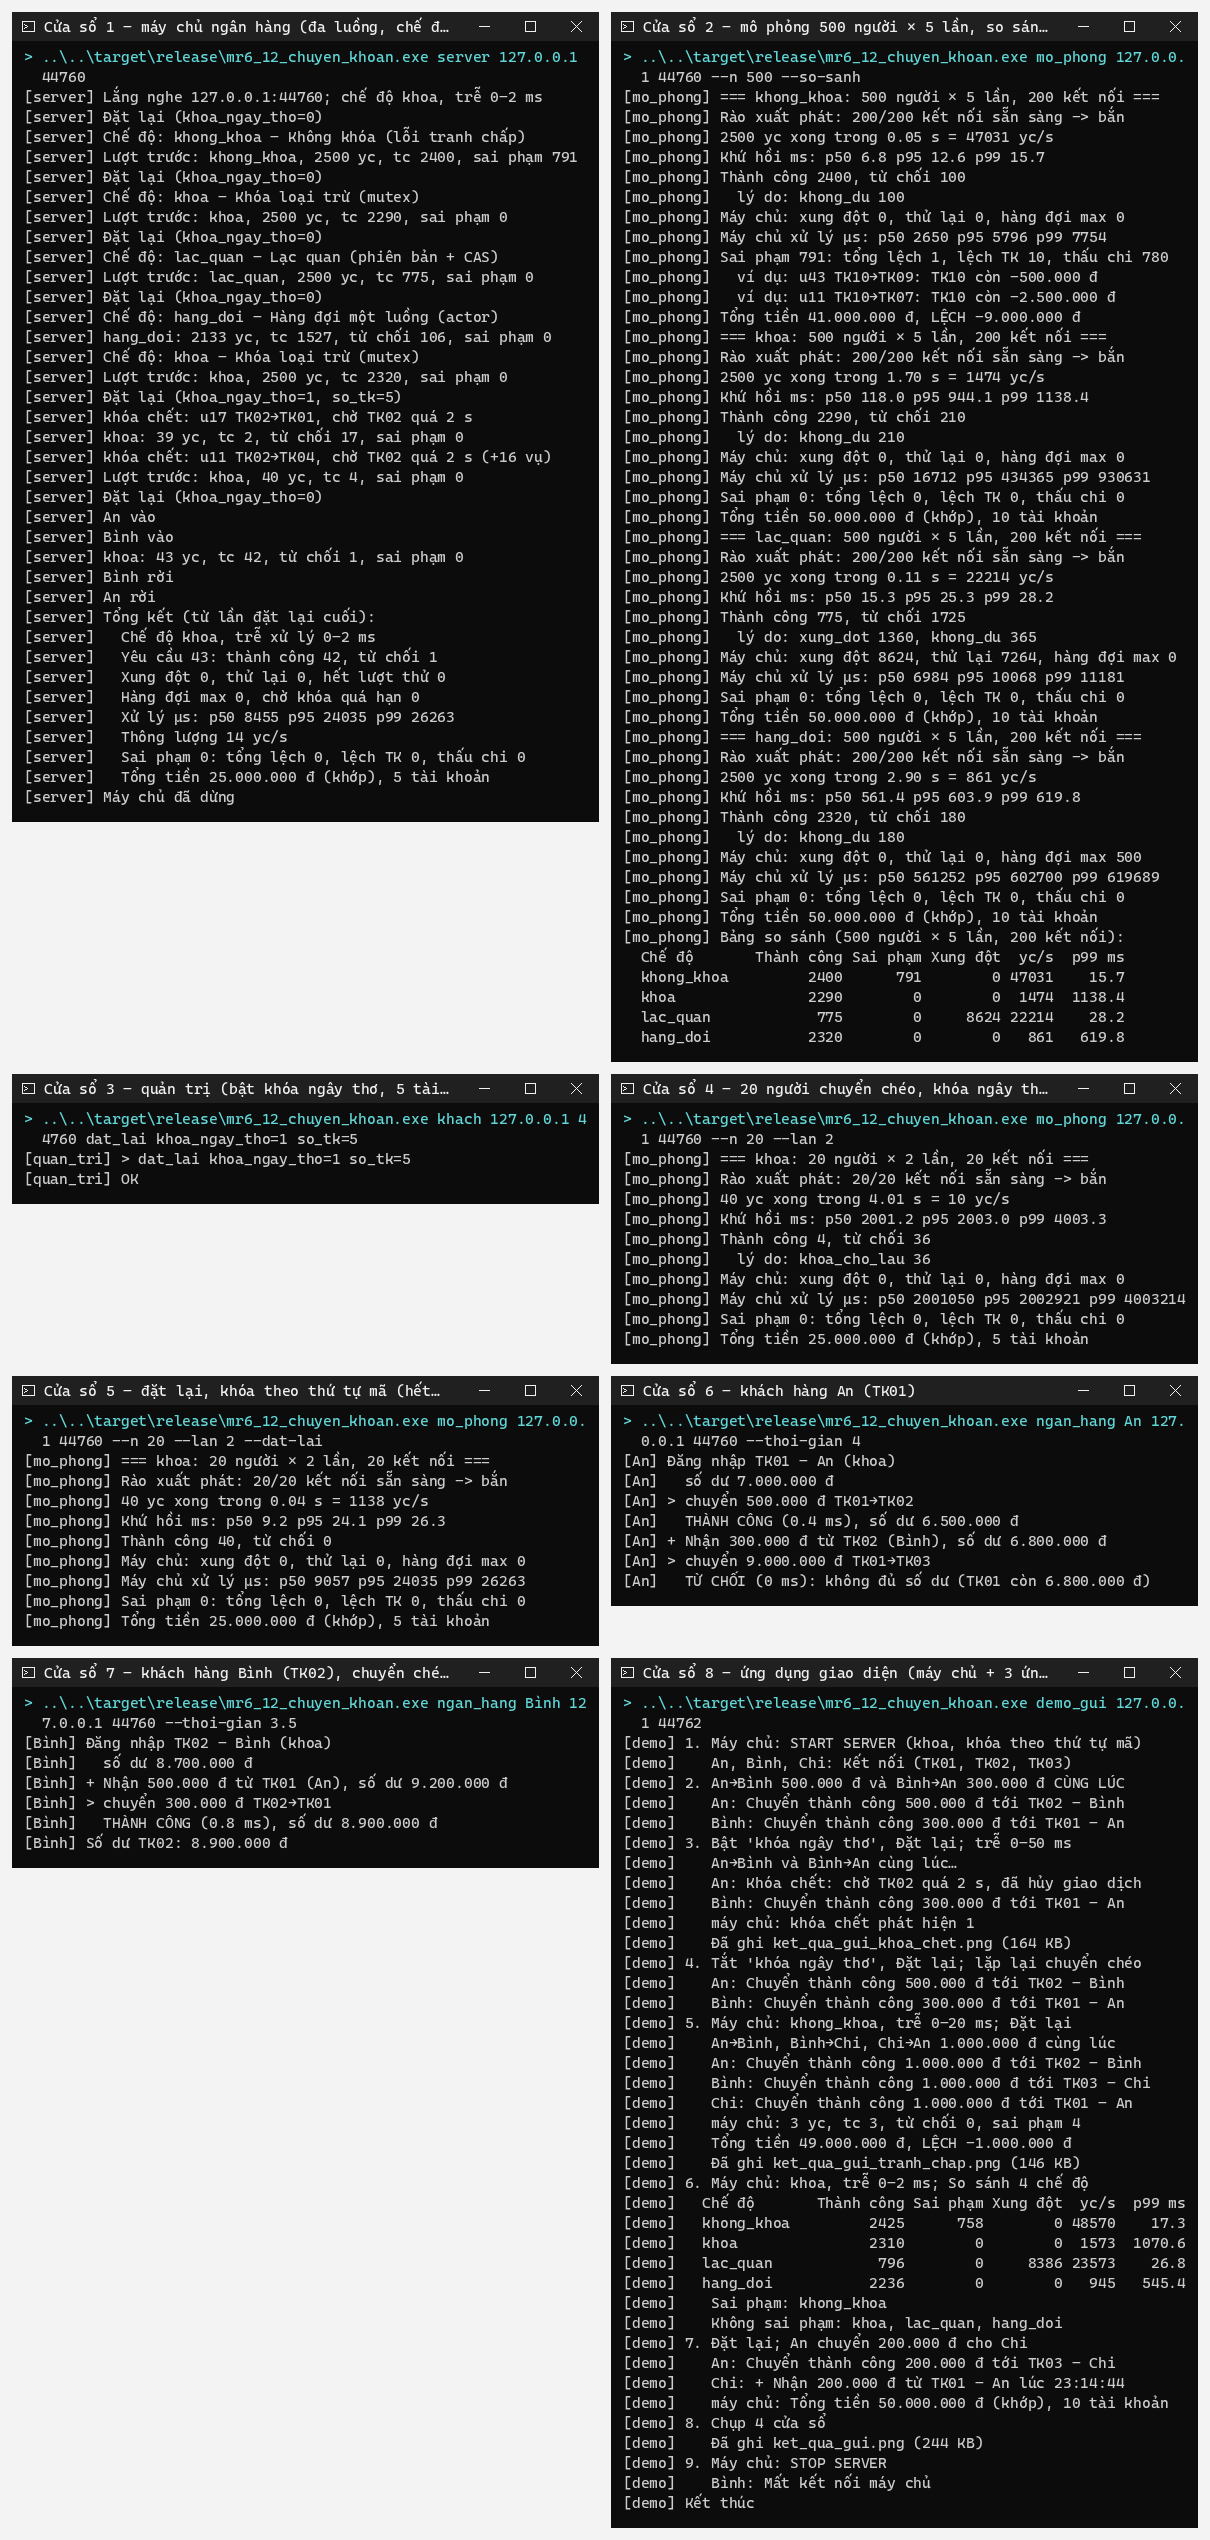 Cửa sổ 1 – máy chủ ngân hàng (đa luồng, chế đ…
> ..\..\target\release\mr6_12_chuyen_khoan.exe server 127.0.0.1
44760
[server] Lắng nghe 127.0.0.1:44760; chế độ khoa, trễ 0–2 ms
[server] Đặt lại (khoa_ngay_tho=0)
[server] Chế độ: khong_khoa – Không khóa (lỗi tranh chấp)
[server] Lượt trước: khong_khoa, 2500 yc, tc 2400, sai phạm 791
[server] Đặt lại (khoa_ngay_tho=0)
[server] Chế độ: khoa – Khóa loại trừ (mutex)
[server] Lượt trước: khoa, 2500 yc, tc 2290, sai phạm 0
[server] Đặt lại (khoa_ngay_tho=0)
[server] Chế độ: lac_quan – Lạc quan (phiên bản + CAS)
[server] Lượt trước: lac_quan, 2500 yc, tc 775, sai phạm 0
[server] Đặt lại (khoa_ngay_tho=0)
[server] Chế độ: hang_doi – Hàng đợi một luồng (actor)
[server] hang_doi: 2133 yc, tc 1527, từ chối 106, sai phạm 0
[server] Chế độ: khoa – Khóa loại trừ (mutex)
[server] Lượt trước: khoa, 2500 yc, tc 2320, sai phạm 0
[server] Đặt lại (khoa_ngay_tho=1, so_tk=5)
[server] khóa chết: u17 TK02→TK01, chờ TK02 quá 2 s
[server] khoa: 39 yc, tc 2, từ chối 17, sai phạm 0
[server] khóa chết: u11 TK02→TK04, chờ TK02 quá 2 s (+16 vụ)
[server] Lượt trước: khoa, 40 yc, tc 4, sai phạm 0
[server] Đặt lại (khoa_ngay_tho=0)
[server] An vào
[server] Bình vào
[server] khoa: 43 yc, tc 42, từ chối 1, sai phạm 0
[server] Bình rời
[server] An rời
[server] Tổng kết (từ lần đặt lại cuối):
[server]   Chế độ khoa, trễ xử lý 0–2 ms
[server]   Yêu cầu 43: thành công 42, từ chối 1
[server]   Xung đột 0, thử lại 0, hết lượt thử 0
[server]   Hàng đợi max 0, chờ khóa quá hạn 0
[server]   Xử lý µs: p50 8455 p95 24035 p99 26263
[server]   Thông lượng 14 yc/s
[server]   Sai phạm 0: tổng lệch 0, lệch TK 0, thấu chi 0
[server]   Tổng tiền 25.000.000 đ (khớp), 5 tài khoản
[server] Máy chủ đã dừng
Cửa sổ 2 – mô phỏng 500 người × 5 lần, so sán…
> ..\..\target\release\mr6_12_chuyen_khoan.exe mo_phong 127.0.0.
1 44760 --n 500 --so-sanh
[mo_phong] === khong_khoa: 500 người × 5 lần, 200 kết nối ===
[mo_phong] Rào xuất phát: 200/200 kết nối sẵn sàng -> bắn
[mo_phong] 2500 yc xong trong 0.05 s = 47031 yc/s
[mo_phong] Khứ hồi ms: p50 6.8 p95 12.6 p99 15.7
[mo_phong] Thành công 2400, từ chối 100
[mo_phong]   lý do: khong_du 100
[mo_phong] Máy chủ: xung đột 0, thử lại 0, hàng đợi max 0
[mo_phong] Máy chủ xử lý µs: p50 2650 p95 5796 p99 7754
[mo_phong] Sai phạm 791: tổng lệch 1, lệch TK 10, thấu chi 780
[mo_phong]   ví dụ: u43 TK10→TK09: TK10 còn −500.000 đ
[mo_phong]   ví dụ: u11 TK10→TK07: TK10 còn −2.500.000 đ
[mo_phong] Tổng tiền 41.000.000 đ, LỆCH −9.000.000 đ
[mo_phong] === khoa: 500 người × 5 lần, 200 kết nối ===
[mo_phong] Rào xuất phát: 200/200 kết nối sẵn sàng -> bắn
[mo_phong] 2500 yc xong trong 1.70 s = 1474 yc/s
[mo_phong] Khứ hồi ms: p50 118.0 p95 944.1 p99 1138.4
[mo_phong] Thành công 2290, từ chối 210
[mo_phong]   lý do: khong_du 210
[mo_phong] Máy chủ: xung đột 0, thử lại 0, hàng đợi max 0
[mo_phong] Máy chủ xử lý µs: p50 16712 p95 434365 p99 930631
[mo_phong] Sai phạm 0: tổng lệch 0, lệch TK 0, thấu chi 0
[mo_phong] Tổng tiền 50.000.000 đ (khớp), 10 tài khoản
[mo_phong] === lac_quan: 500 người × 5 lần, 200 kết nối ===
[mo_phong] Rào xuất phát: 200/200 kết nối sẵn sàng -> bắn
[mo_phong] 2500 yc xong trong 0.11 s = 22214 yc/s
[mo_phong] Khứ hồi ms: p50 15.3 p95 25.3 p99 28.2
[mo_phong] Thành công 775, từ chối 1725
[mo_phong]   lý do: xung_dot 1360, khong_du 365
[mo_phong] Máy chủ: xung đột 8624, thử lại 7264, hàng đợi max 0
[mo_phong] Máy chủ xử lý µs: p50 6984 p95 10068 p99 11181
[mo_phong] Sai phạm 0: tổng lệch 0, lệch TK 0, thấu chi 0
[mo_phong] Tổng tiền 50.000.000 đ (khớp), 10 tài khoản
[mo_phong] === hang_doi: 500 người × 5 lần, 200 kết nối ===
[mo_phong] Rào xuất phát: 200/200 kết nối sẵn sàng -> bắn
[mo_phong] 2500 yc xong trong 2.90 s = 861 yc/s
[mo_phong] Khứ hồi ms: p50 561.4 p95 603.9 p99 619.8
[mo_phong] Thành công 2320, từ chối 180
[mo_phong]   lý do: khong_du 180
[mo_phong] Máy chủ: xung đột 0, thử lại 0, hàng đợi max 500
[mo_phong] Máy chủ xử lý µs: p50 561252 p95 602700 p99 619689
[mo_phong] Sai phạm 0: tổng lệch 0, lệch TK 0, thấu chi 0
[mo_phong] Tổng tiền 50.000.000 đ (khớp), 10 tài khoản
[mo_phong] Bảng so sánh (500 người × 5 lần, 200 kết nối):
Chế độ       Thành công Sai phạm Xung đột  yc/s  p99 ms
khong_khoa         2400      791        0 47031    15.7
khoa               2290        0        0  1474  1138.4
lac_quan            775        0     8624 22214    28.2
hang_doi           2320        0        0   861   619.8
Cửa sổ 3 – quản trị (bật khóa ngây thơ, 5 tài…
> ..\..\target\release\mr6_12_chuyen_khoan.exe khach 127.0.0.1 4
4760 dat_lai khoa_ngay_tho=1 so_tk=5
[quan_tri] > dat_lai khoa_ngay_tho=1 so_tk=5
[quan_tri] OK
Cửa sổ 4 – 20 người chuyển chéo, khóa ngây th…
> ..\..\target\release\mr6_12_chuyen_khoan.exe mo_phong 127.0.0.
1 44760 --n 20 --lan 2
[mo_phong] === khoa: 20 người × 2 lần, 20 kết nối ===
[mo_phong] Rào xuất phát: 20/20 kết nối sẵn sàng -> bắn
[mo_phong] 40 yc xong trong 4.01 s = 10 yc/s
[mo_phong] Khứ hồi ms: p50 2001.2 p95 2003.0 p99 4003.3
[mo_phong] Thành công 4, từ chối 36
[mo_phong]   lý do: khoa_cho_lau 36
[mo_phong] Máy chủ: xung đột 0, thử lại 0, hàng đợi max 0
[mo_phong] Máy chủ xử lý µs: p50 2001050 p95 2002921 p99 4003214
[mo_phong] Sai phạm 0: tổng lệch 0, lệch TK 0, thấu chi 0
[mo_phong] Tổng tiền 25.000.000 đ (khớp), 5 tài khoản
Cửa sổ 5 – đặt lại, khóa theo thứ tự mã (hết…
> ..\..\target\release\mr6_12_chuyen_khoan.exe mo_phong 127.0.0.
1 44760 --n 20 --lan 2 --dat-lai
[mo_phong] === khoa: 20 người × 2 lần, 20 kết nối ===
[mo_phong] Rào xuất phát: 20/20 kết nối sẵn sàng -> bắn
[mo_phong] 40 yc xong trong 0.04 s = 1138 yc/s
[mo_phong] Khứ hồi ms: p50 9.2 p95 24.1 p99 26.3
[mo_phong] Thành công 40, từ chối 0
[mo_phong] Máy chủ: xung đột 0, thử lại 0, hàng đợi max 0
[mo_phong] Máy chủ xử lý µs: p50 9057 p95 24035 p99 26263
[mo_phong] Sai phạm 0: tổng lệch 0, lệch TK 0, thấu chi 0
[mo_phong] Tổng tiền 25.000.000 đ (khớp), 5 tài khoản
Cửa sổ 6 – khách hàng An (TK01)
> ..\..\target\release\mr6_12_chuyen_khoan.exe ngan_hang An 127.
0.0.1 44760 --thoi-gian 4
[An] Đăng nhập TK01 – An (khoa)
[An]   số dư 7.000.000 đ
[An] > chuyển 500.000 đ TK01→TK02
[An]   THÀNH CÔNG (0.4 ms), số dư 6.500.000 đ
[An] + Nhận 300.000 đ từ TK02 (Bình), số dư 6.800.000 đ
[An] > chuyển 9.000.000 đ TK01→TK03
[An]   TỪ CHỐI (0 ms): không đủ số dư (TK01 còn 6.800.000 đ)
Cửa sổ 7 – khách hàng Bình (TK02), chuyển ché…
> ..\..\target\release\mr6_12_chuyen_khoan.exe ngan_hang Bình 12
7.0.0.1 44760 --thoi-gian 3.5
[Bình] Đăng nhập TK02 – Bình (khoa)
[Bình]   số dư 8.700.000 đ
[Bình] + Nhận 500.000 đ từ TK01 (An), số dư 9.200.000 đ
[Bình] > chuyển 300.000 đ TK02→TK01
[Bình]   THÀNH CÔNG (0.8 ms), số dư 8.900.000 đ
[Bình] Số dư TK02: 8.900.000 đ
Cửa sổ 8 – ứng dụng giao diện (máy chủ + 3 ứn…
> ..\..\target\release\mr6_12_chuyen_khoan.exe demo_gui 127.0.0.
1 44762
[demo] 1. Máy chủ: START SERVER (khoa, khóa theo thứ tự mã)
[demo]    An, Bình, Chi: Kết nối (TK01, TK02, TK03)
[demo] 2. An→Bình 500.000 đ và Bình→An 300.000 đ CÙNG LÚC
[demo]    An: Chuyển thành công 500.000 đ tới TK02 – Bình
[demo]    Bình: Chuyển thành công 300.000 đ tới TK01 – An
[demo] 3. Bật 'khóa ngây thơ', Đặt lại; trễ 0–50 ms
[demo]    An→Bình và Bình→An cùng lúc…
[demo]    An: Khóa chết: chờ TK02 quá 2 s, đã hủy giao dịch
[demo]    Bình: Chuyển thành công 300.000 đ tới TK01 – An
[demo]    máy chủ: khóa chết phát hiện 1
[demo]    Đã ghi ket_qua_gui_khoa_chet.png (164 KB)
[demo] 4. Tắt 'khóa ngây thơ', Đặt lại; lặp lại chuyển chéo
[demo]    An: Chuyển thành công 500.000 đ tới TK02 – Bình
[demo]    Bình: Chuyển thành công 300.000 đ tới TK01 – An
[demo] 5. Máy chủ: khong_khoa, trễ 0–20 ms; Đặt lại
[demo]    An→Bình, Bình→Chi, Chi→An 1.000.000 đ cùng lúc
[demo]    An: Chuyển thành công 1.000.000 đ tới TK02 – Bình
[demo]    Bình: Chuyển thành công 1.000.000 đ tới TK03 – Chi
[demo]    Chi: Chuyển thành công 1.000.000 đ tới TK01 – An
[demo]    máy chủ: 3 yc, tc 3, từ chối 0, sai phạm 4
[demo]    Tổng tiền 49.000.000 đ, LỆCH −1.000.000 đ
[demo]    Đã ghi ket_qua_gui_tranh_chap.png (146 KB)
[demo] 6. Máy chủ: khoa, trễ 0–2 ms; So sánh 4 chế độ
[demo]   Chế độ       Thành công Sai phạm Xung đột  yc/s  p99 ms
[demo]   khong_khoa         2425      758        0 48570    17.3
[demo]   khoa               2310        0        0  1573  1070.6
[demo]   lac_quan            796        0     8386 23573    26.8
[demo]   hang_doi           2236        0        0   945   545.4
[demo]    Sai phạm: khong_khoa
[demo]    Không sai phạm: khoa, lac_quan, hang_doi
[demo] 7. Đặt lại; An chuyển 200.000 đ cho Chi
[demo]    An: Chuyển thành công 200.000 đ tới TK03 – Chi
[demo]    Chi: + Nhận 200.000 đ từ TK01 – An lúc 23:14:44
[demo]    máy chủ: Tổng tiền 50.000.000 đ (khớp), 10 tài khoản
[demo] 8. Chụp 4 cửa sổ
[demo]    Đã ghi ket_qua_gui.png (244 KB)
[demo] 9. Máy chủ: STOP SERVER
[demo]    Bình: Mất kết nối máy chủ
[demo] Kết thúc